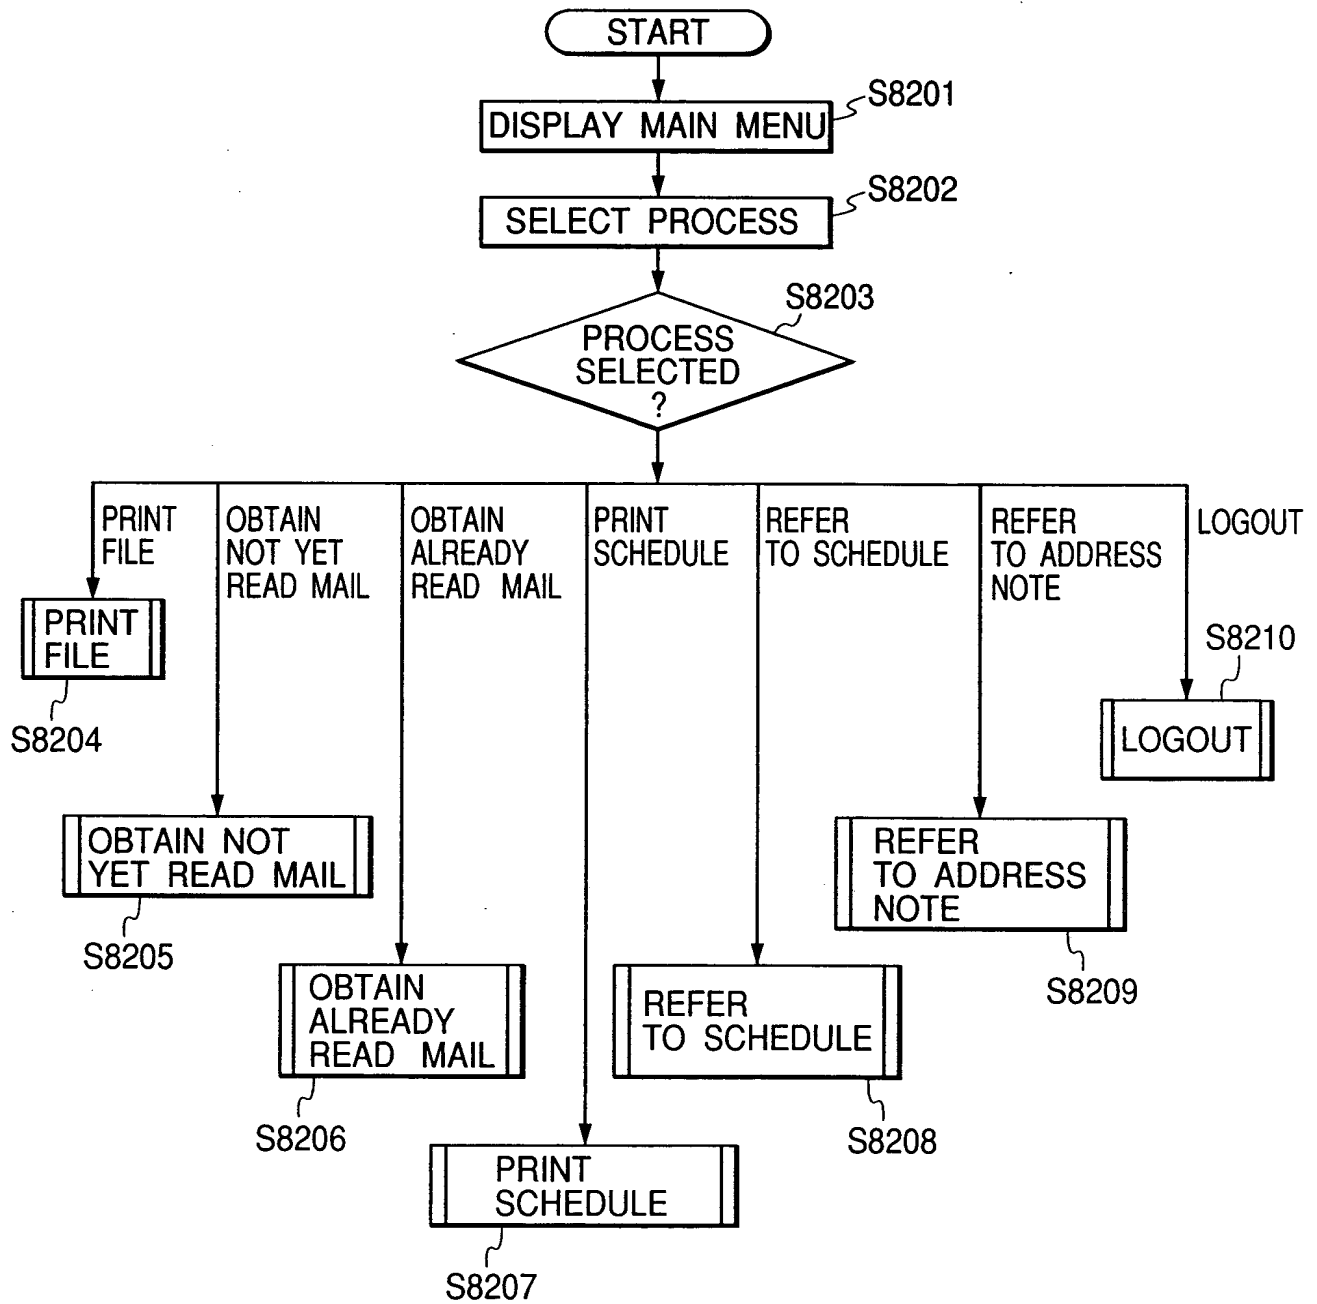 START
S8201
DISPLAY MAIN MENU
S8202
SELECT PROCESS
S8203
PROCESS
SELECTED
?
PRINT
FILE
OBTAIN
NOT YET
READ MAIL
OBTAIN
ALREADY
READ MAIL
PRINT
SCHEDULE
REFER
TO SCHEDULE
REFER
TO ADDRESS
NOTE
LOGOUT
PRINT
FILE
S8204
S8210
LOGOUT
OBTAIN NOT
YET READ MAIL
S8205
REFER
TO ADDRESS
NOTE
S8209
OBTAIN
ALREADY
READ MAIL
S8206
REFER
TO SCHEDULE
S8208
PRINT
SCHEDULE
S8207